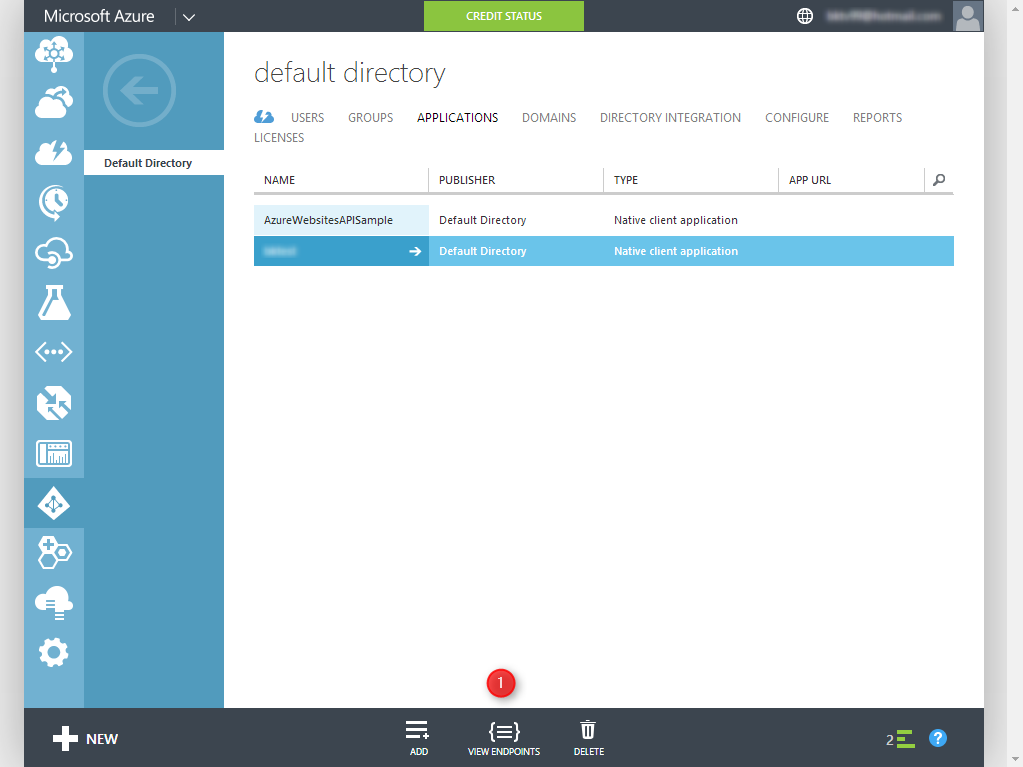 Microsoft Azure
CREDIT STATUS
default directory
USERS GROUPS APPLICATIONS DOMAINS DIRECTORY INTEGRATION CONFIGURE REPORTS
LICENSES
Default Directory
NAME PUBLISHER TYPE APP URL
AzureWebsitesAPISample Default Directory Native client application
Default Directory Native client application
1
NEW
ADD VIEW ENDPOINTS DELETE
2 ?